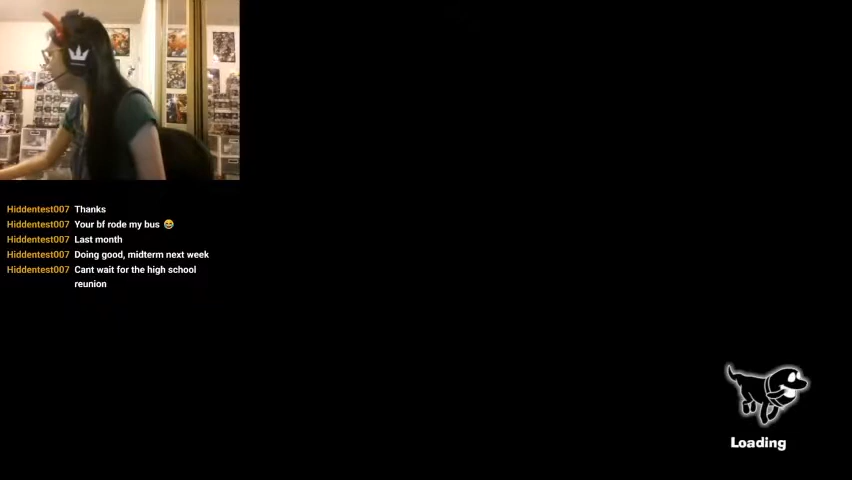 Hiddentest007 Thanks
Hiddentest007 Your bf rode my bus 😂
Hiddentest007 Last month
Hiddentest007 Doing good, midterm next week
Hiddentest007 Cant wait for the high school
reunion
Loading